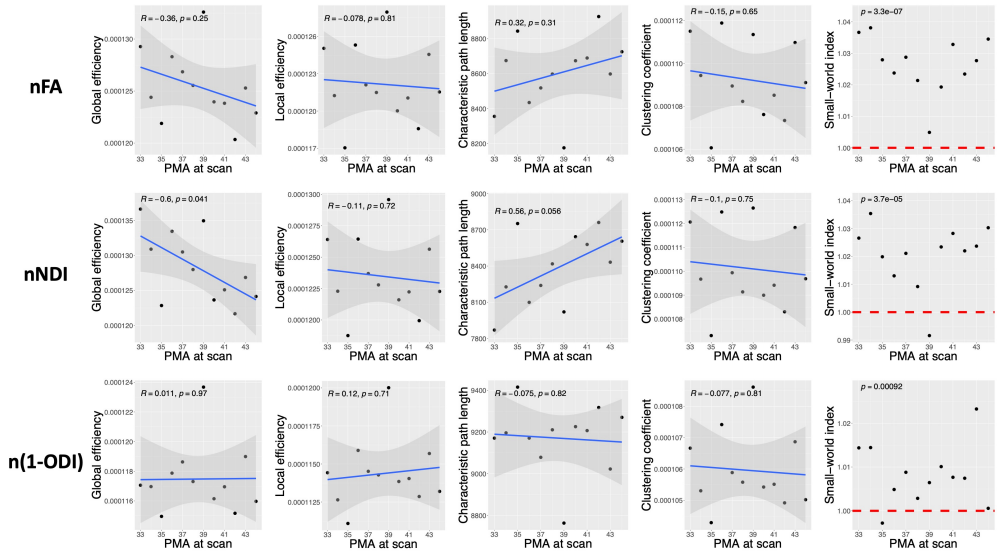 nFA
Global efficiency
R = −0.36, p = 0.25
0.000130
0.000125
0.000120
33 35 37 39 41 43
PMA at scan
Local efficiency
R = −0.078, p = 0.81
0.000126
0.000123
0.000120
0.000117
33 35 37 39 41 43
PMA at scan
Characteristic path length
R = 0.32, p = 0.31
8800
8600
8400
8200
33 35 37 39 41 43
PMA at scan
Clustering coefficient
R = −0.15, p = 0.65
0.000112
0.000110
0.000108
0.000106
33 35 37 39 41 43
PMA at scan
Small−world index
p = 3.3e−07
1.04
1.03
1.02
1.01
1.00
33 35 37 39 41 43
PMA at scan
nNDI
Global efficiency
R = −0.6, p = 0.041
0.000135
0.000130
0.000125
0.000120
33 35 37 39 41 43
PMA at scan
Local efficiency
R = −0.11, p = 0.72
0.0001300
0.0001275
0.0001250
0.0001225
0.0001200
33 35 37 39 41 43
PMA at scan
Characteristic path length
R = 0.56, p = 0.056
9000
8700
8400
8100
7800
33 35 37 39 41 43
PMA at scan
Clustering coefficient
R = −0.1, p = 0.75
0.000113
0.000112
0.000111
0.000110
0.000109
0.000108
33 35 37 39 41 43
PMA at scan
Small−world index
p = 3.7e−05
1.04
1.03
1.02
1.01
1.00
0.99
33 35 37 39 41 43
PMA at scan
n(1-ODI)
Global efficiency
R = 0.011, p = 0.97
0.000124
0.000122
0.000120
0.000118
0.000116
33 35 37 39 41 43
PMA at scan
Local efficiency
R = 0.12, p = 0.71
0.0001200
0.0001175
0.0001150
0.0001125
33 35 37 39 41 43
PMA at scan
Characteristic path length
R = −0.075, p = 0.82
9400
9200
9000
8800
33 35 37 39 41 43
PMA at scan
Clustering coefficient
R = −0.077, p = 0.81
0.000108
0.000107
0.000106
0.000105
33 35 37 39 41 43
PMA at scan
Small−world index
p = 0.00092
1.02
1.01
1.00
33 35 37 39 41 43
PMA at scan